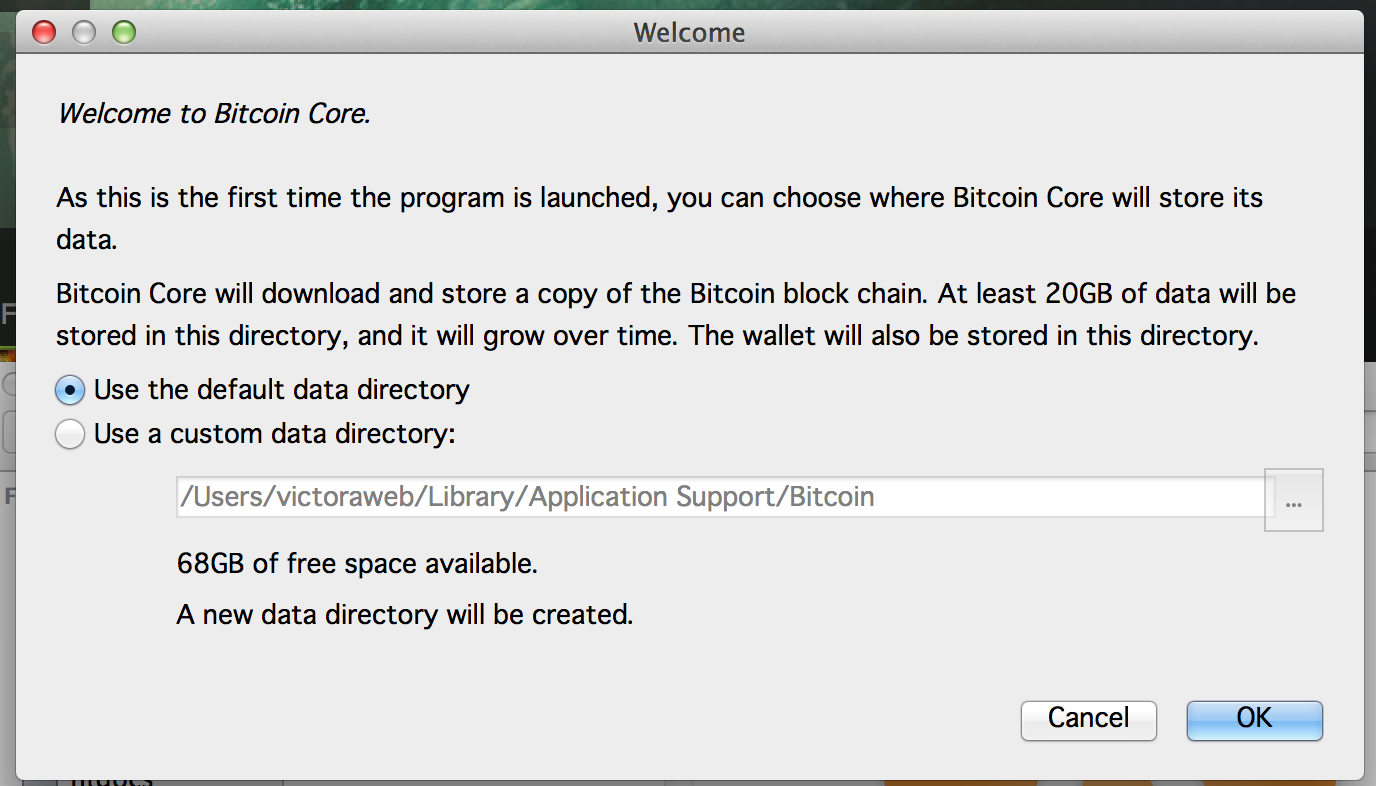 Welcome
Welcome to Bitcoin Core.
As this is the first time the program is launched, you can choose where Bitcoin Core will store its
data.
Bitcoin Core will download and store a copy of the Bitcoin block chain. At least 20GB of data will be
stored in this directory, and it will grow over time. The wallet will also be stored in this directory.
Use the default data directory
Use a custom data directory:
/Users/victoraweb/Library/Application Support/Bitcoin
...
68GB of free space available.
A new data directory will be created.
Cancel
OK